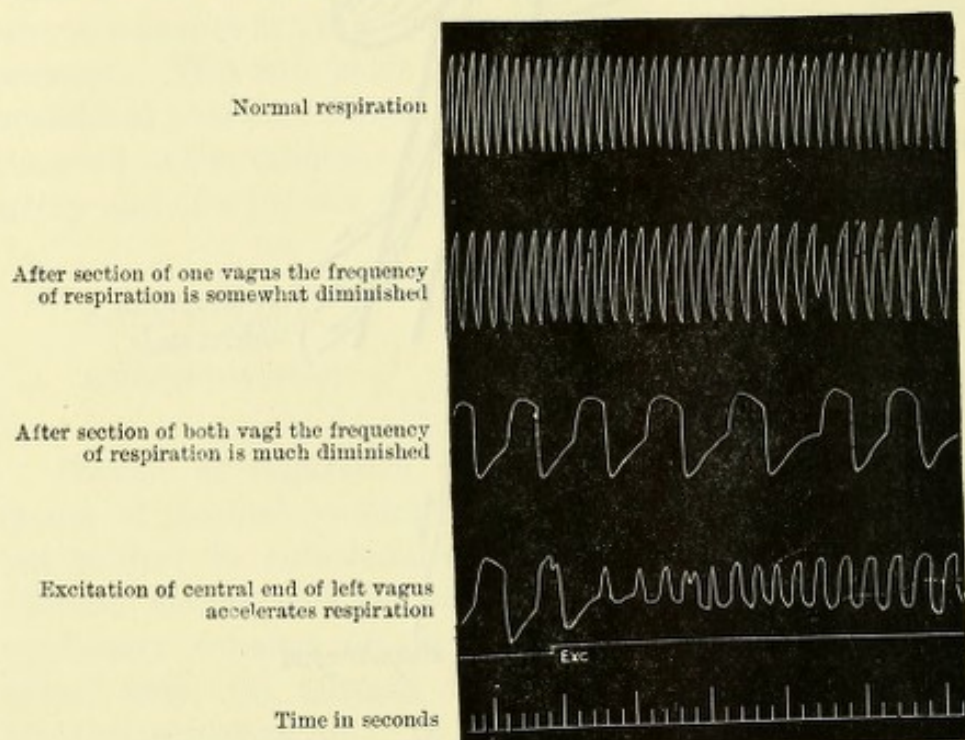 Normal respiration
After section of one vagus the frequency
of respiration is somewhat diminished
After section of both vagi the frequency
of respiration is much diminished
Excitation of central end of left vagus
accelerates respiration
Exc
Time in seconds